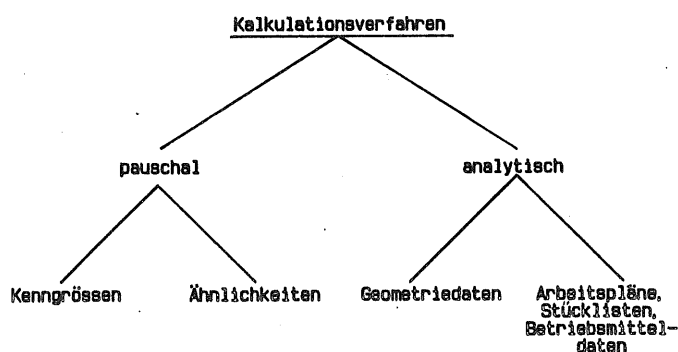 Kalkulationsverfahren
pauschal
analytisch
Kenngrössen
Ähnlichkeiten
Geometriedaten
Arbeitspläne,
Stücklisten,
Betriebsmittel-
daten